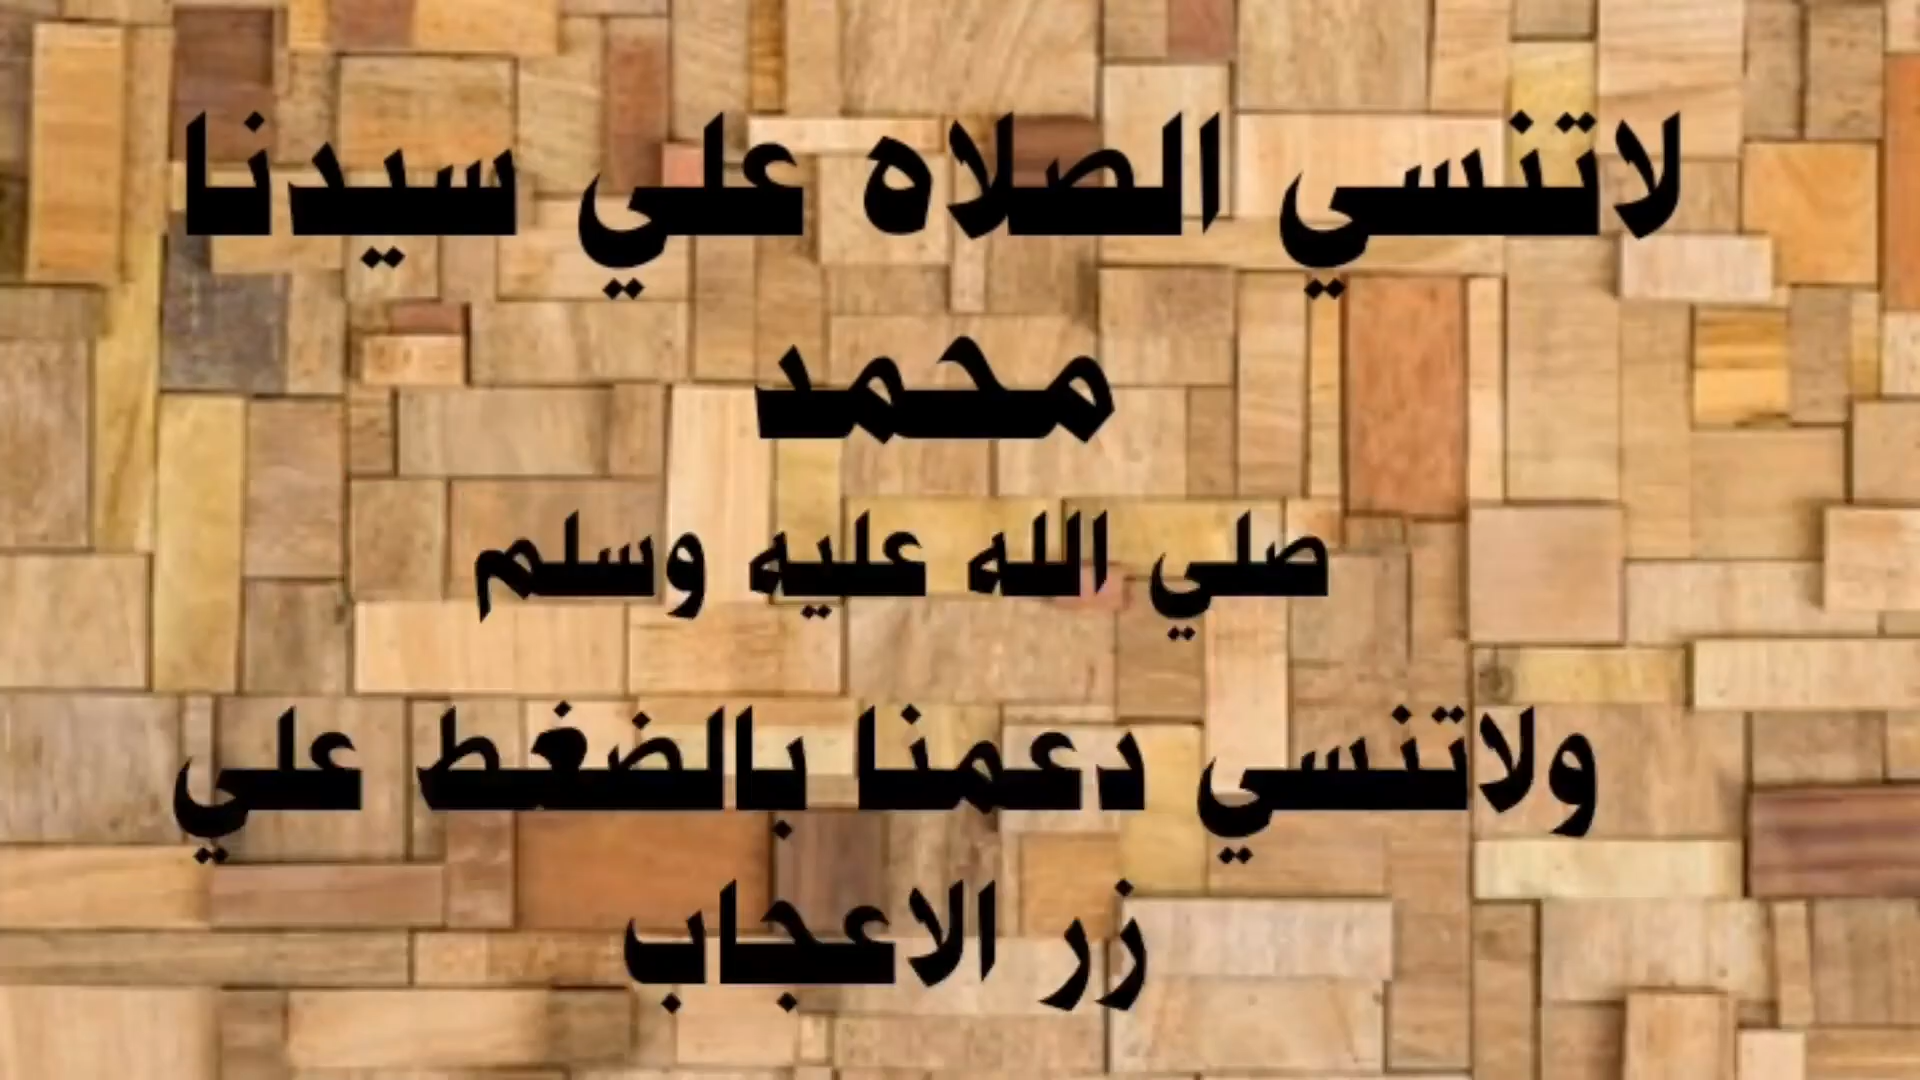 لاتنسي الصلاه علي سيدنا
محمد
صلي الله عليه وسلم
ولاتنسي دعمنا بالضغط علي
زر الاعجاب